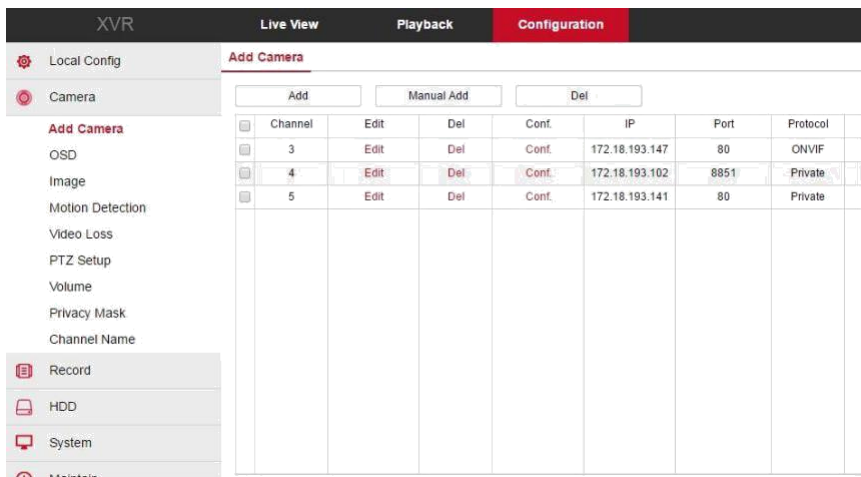 XVR Live View Playback Configuration
Local Config
Camera
Add Camera
OSD
Image
Motion Detection
Video Loss
PTZ Setup
Volume
Privacy Mask
Channel Name
Record
HDD
System
Add Camera
Add Manual Add Del
Channel Edit Del Conf. IP Port Protocol
3 Edit Del Conf. 172.18.193.147 80 ONVIF
4 Edit Del Conf. 172.18.193.102 8851 Private
5 Edit Del Conf. 172.18.193.141 80 Private